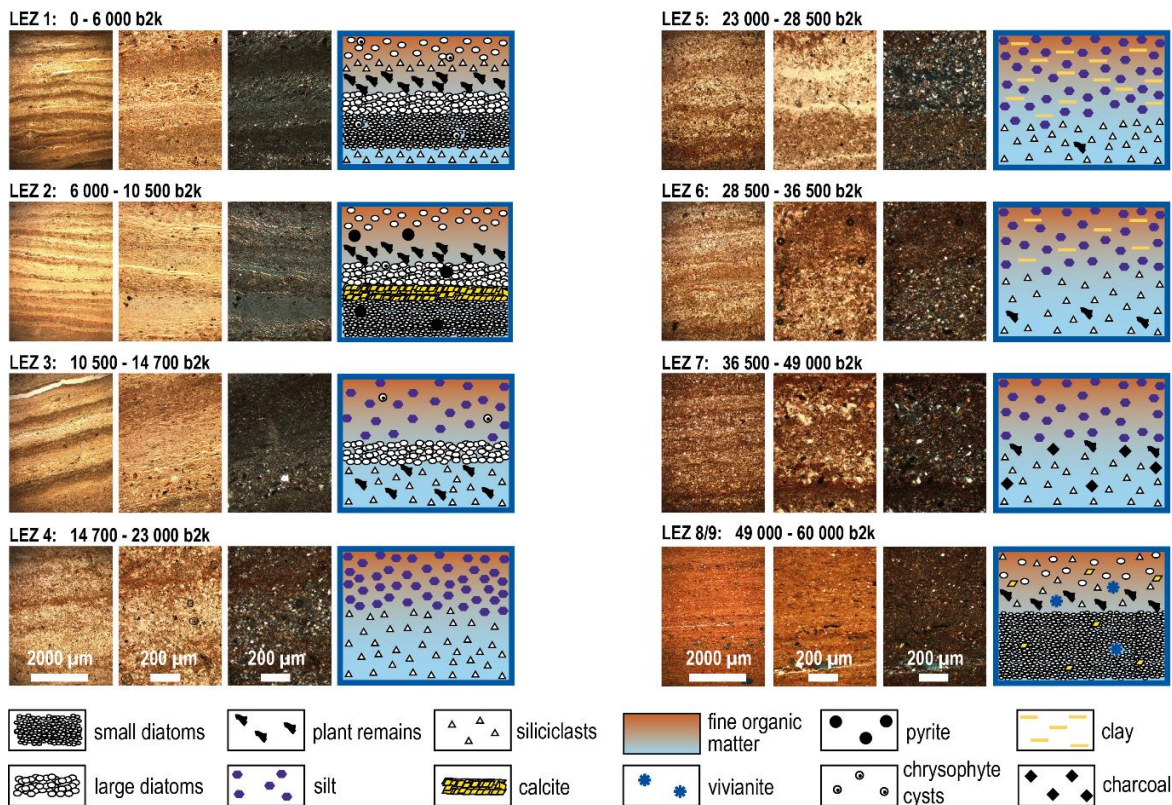 LEZ 1: 0 - 6 000 b2k
LEZ 2: 6 000 - 10 500 b2k
LEZ 3: 10 500 - 14 700 b2k
LEZ 4: 14 700 - 23 000 b2k
2000 µm
200 µm
200 µm
LEZ 5: 23 000 - 28 500 b2k
LEZ 6: 28 500 - 36 500 b2k
LEZ 7: 36 500 - 49 000 b2k
LEZ 8/9: 49 000 - 60 000 b2k
2000 µm
200 µm
200 µm
small diatoms
plant remains
siliciclasts
fine organic
matter
pyrite
clay
large diatoms
silt
calcite
vivianite
chrysophyte
cysts
charcoal